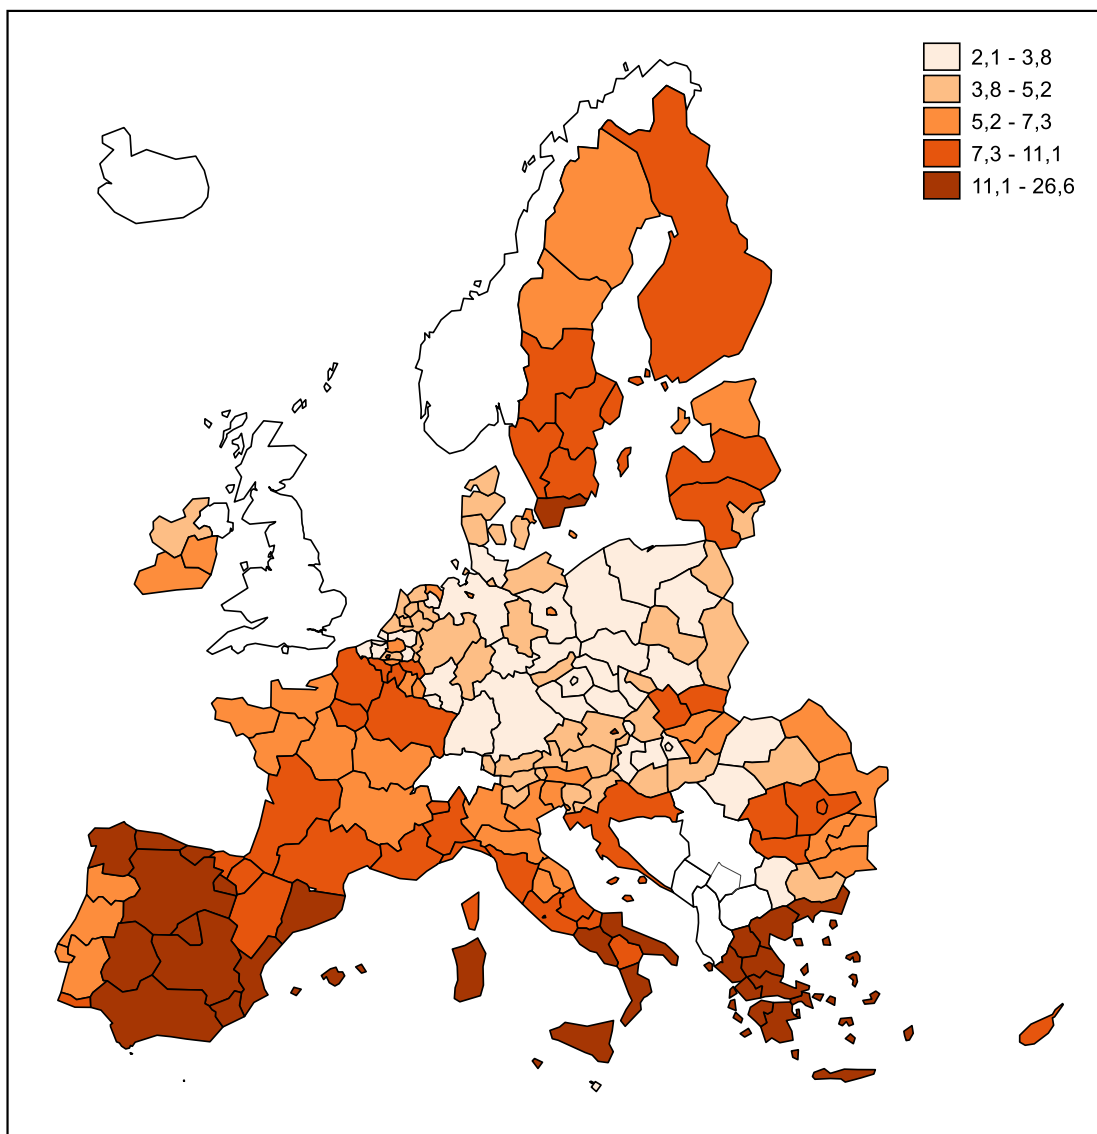 2,1 - 3,8
3,8 - 5,2
5,2 - 7,3
7,3 - 11,1
11,1 - 26,6